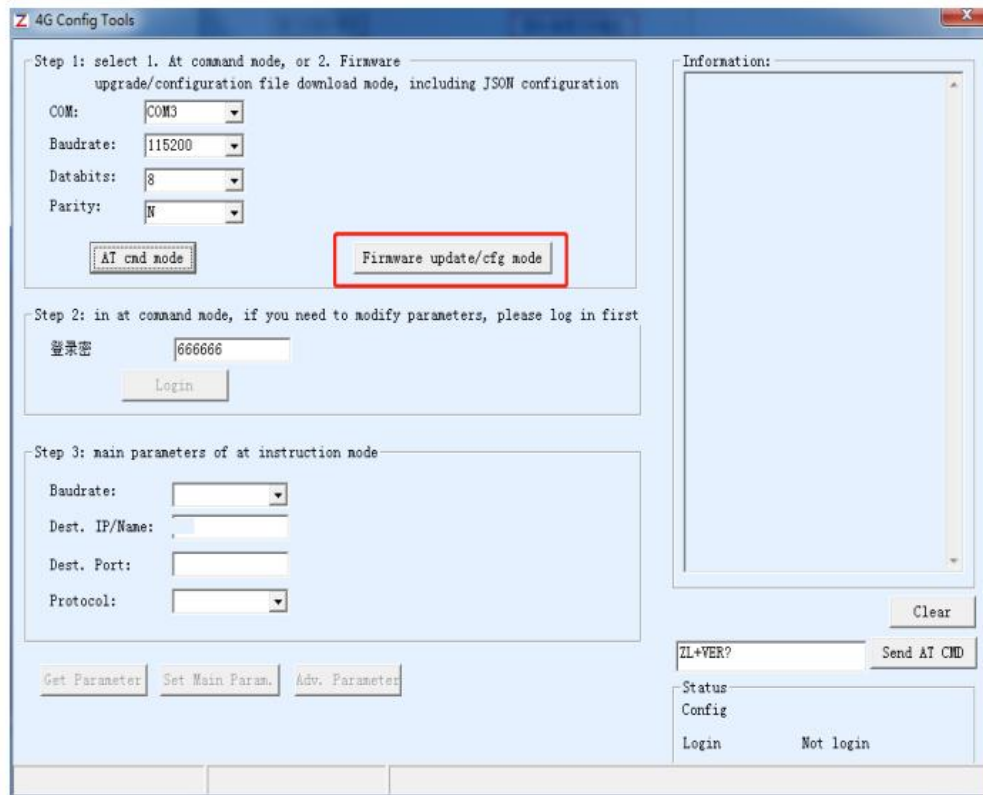 Z 4G Config Tools
X
Step 1: select 1. At command mode, or 2. Firmware
upgrade/configuration file download mode, including JSON configuration
COM: COM3
Baudrate: 115200
Databits: 8
Parity: N
AT cmd mode Firmware update/cfg mode
Step 2: in at command mode, if you need to modify parameters, please log in first
登录密 666666
Login
Step 3: main parameters of at instruction mode
Baudrate:
Dest. IP/Name:
Dest. Port:
Protocol:
Get Parameter Set Main Param. Adv. Parameter
Information:
Clear
ZL+VER? Send AT CMD
Status
Config
Login Not login